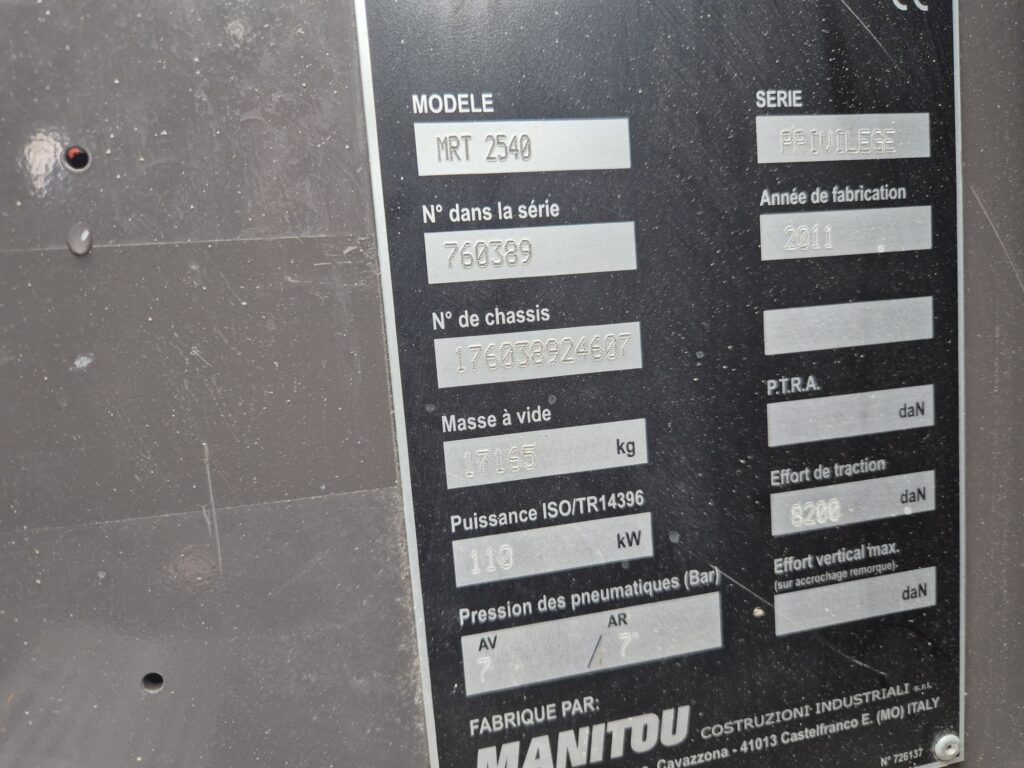 CE
MODELE
MRT 2540
N° dans la série
760389
N° de chassis
176038924607
Masse à vide
17165 kg
Puissance ISO/TR14396
110 kW
Pression des pneumatiques (Bar)
AV AR
7 / 7
SERIE
PRIVILEGE
Année de fabrication
2011
P.T.R.A.
daN
Effort de traction
8200 daN
Effort vertical max.
(sur accrochage remorque).
daN
FABRIQUE PAR:
MANITOU COSTRUZIONI INDUSTRIALI s.r.l.
Cavazzona - 41013 Castelfranco E. (MO) ITALY
N° 726137